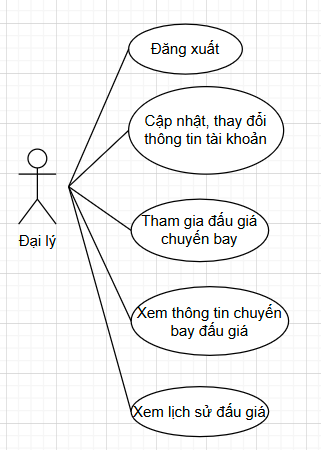 Đăng xuất
Cập nhật, thay đổi
thông tin tài khoản
Đại lý
Tham gia đấu giá
chuyến bay
Xem thông tin chuyến
bay đấu giá
Xem lịch sử đấu giá